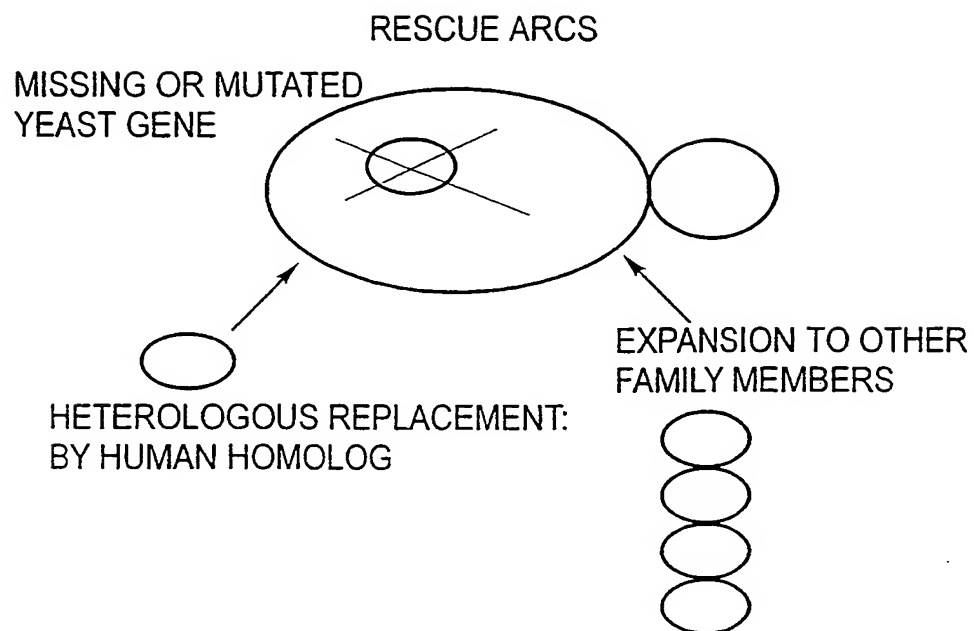 RESCUE ARCS
MISSING OR MUTATED
YEAST GENE
EXPANSION TO OTHER
FAMILY MEMBERS
HETEROLOGOUS REPLACEMENT:
BY HUMAN HOMOLOG